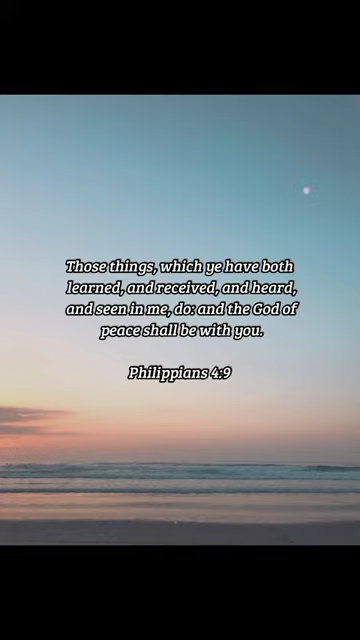 Those things, which ye have both
learned, and received, and heard,
and seen in me, do: and the God of
peace shall be with you.
Philippians 4:9